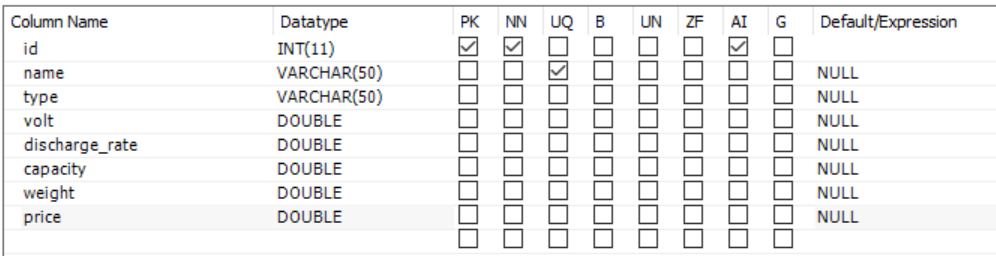 Column Name Datatype PK NN UQ B UN ZF AI G Default/Expression
id INT(11)
name VARCHAR(50) NULL
type VARCHAR(50) NULL
volt DOUBLE NULL
discharge_rate DOUBLE NULL
capacity DOUBLE NULL
weight DOUBLE NULL
price DOUBLE NULL